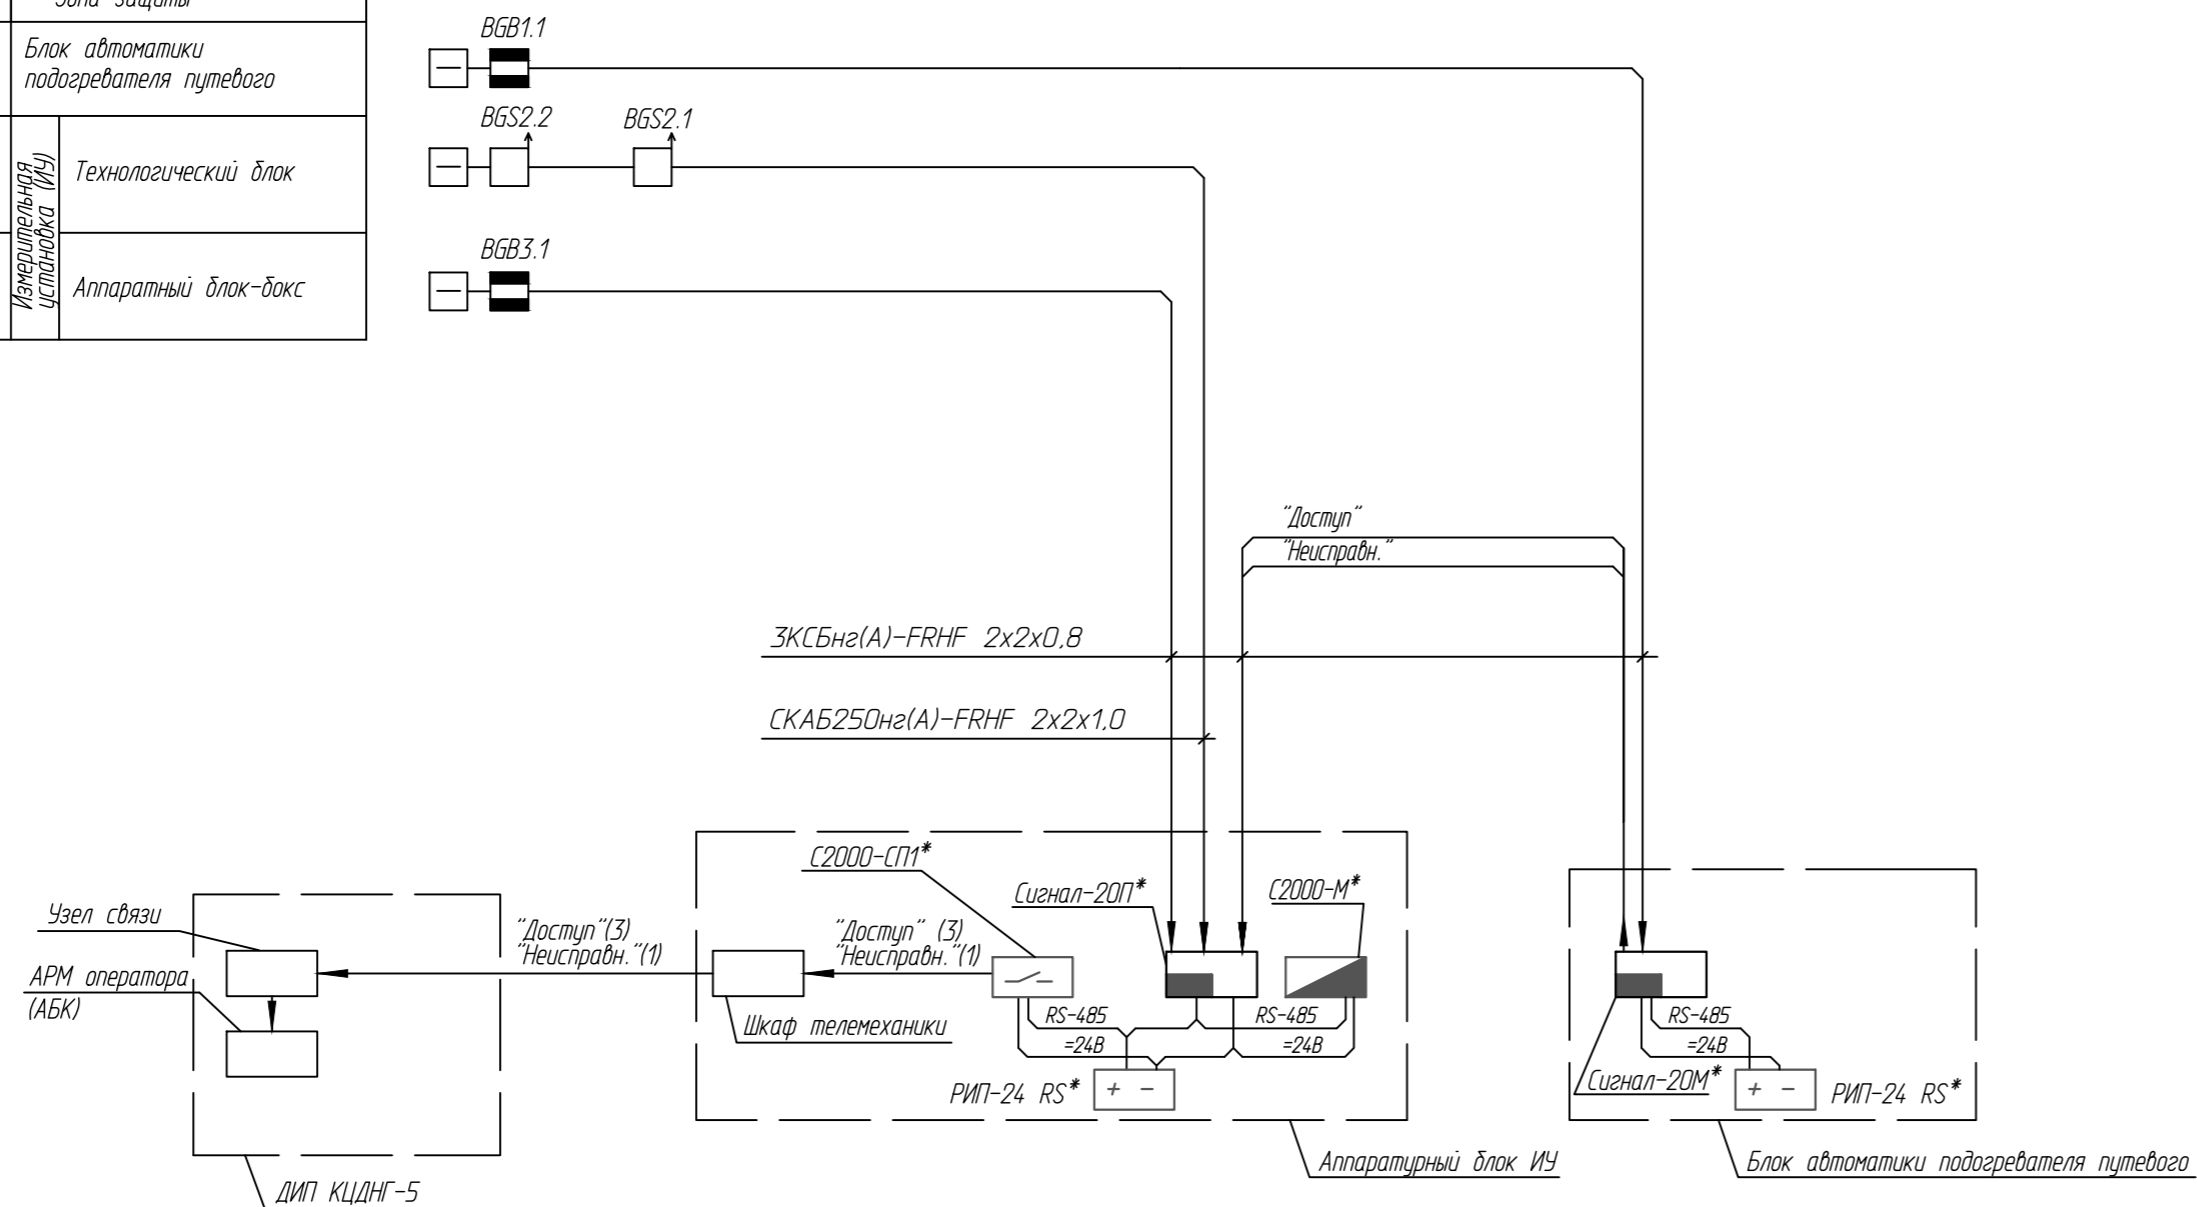 Зона защиты
Блок автоматики
подогревателя путевого
Измерительная
установка (ИУ)
Технологический блок
Аппаратный блок-бокс
BGB1.1
BGS2.2
BGS2.1
BGB3.1
"Доступ"
"Неисправн."
ЗКСБнг(А)-FRHF 2x2x0,8
СКАБ250нг(А)-FRHF 2x2x1,0
Узел связи
АРМ оператора
(АБК)
"Доступ"(3)
"Неисправн."(1)
ДИП КЦДНГ-5
С2000-СП1*
"Доступ" (3)
"Неисправн."(1)
Шкаф телемеханики
Сигнал-20П*
С2000-М*
RS-485
RS-485
=24В
=24В
РИП-24 RS*
+ -
Аппаратурный блок ИУ
RS-485
=24В
Сигнал-20М*
+ -
РИП-24 RS*
Блок автоматики подогревателя путевого